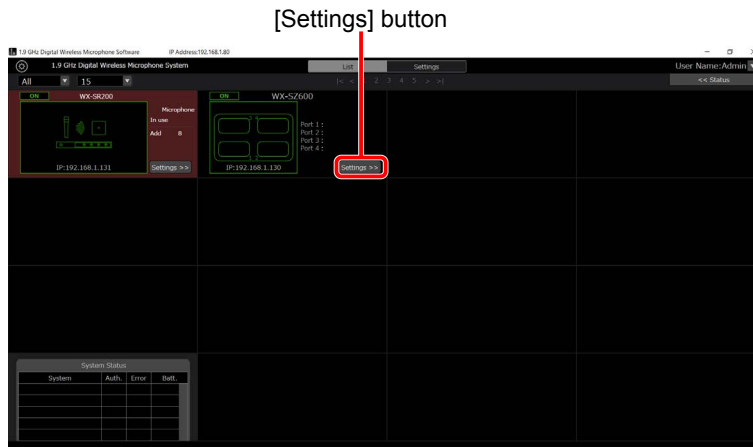 [Settings] button
1.9 GHz Digital Wireless Microphone Software IP Address:192.168.1.80
1.9 GHz Digital Wireless Microphone System List Settings User Name:Admin
All 15 |< < 2 3 4 5 > >| << Status
ON WX-SR200
Microphone
In use
Add 8
IP:192.168.1.131 Settings >>
ON WX-SZ600
Port 1 :
Port 2 :
Port 3 :
Port 4 :
IP:192.168.1.130 Settings >>
System Status
System Auth. Error Batt.